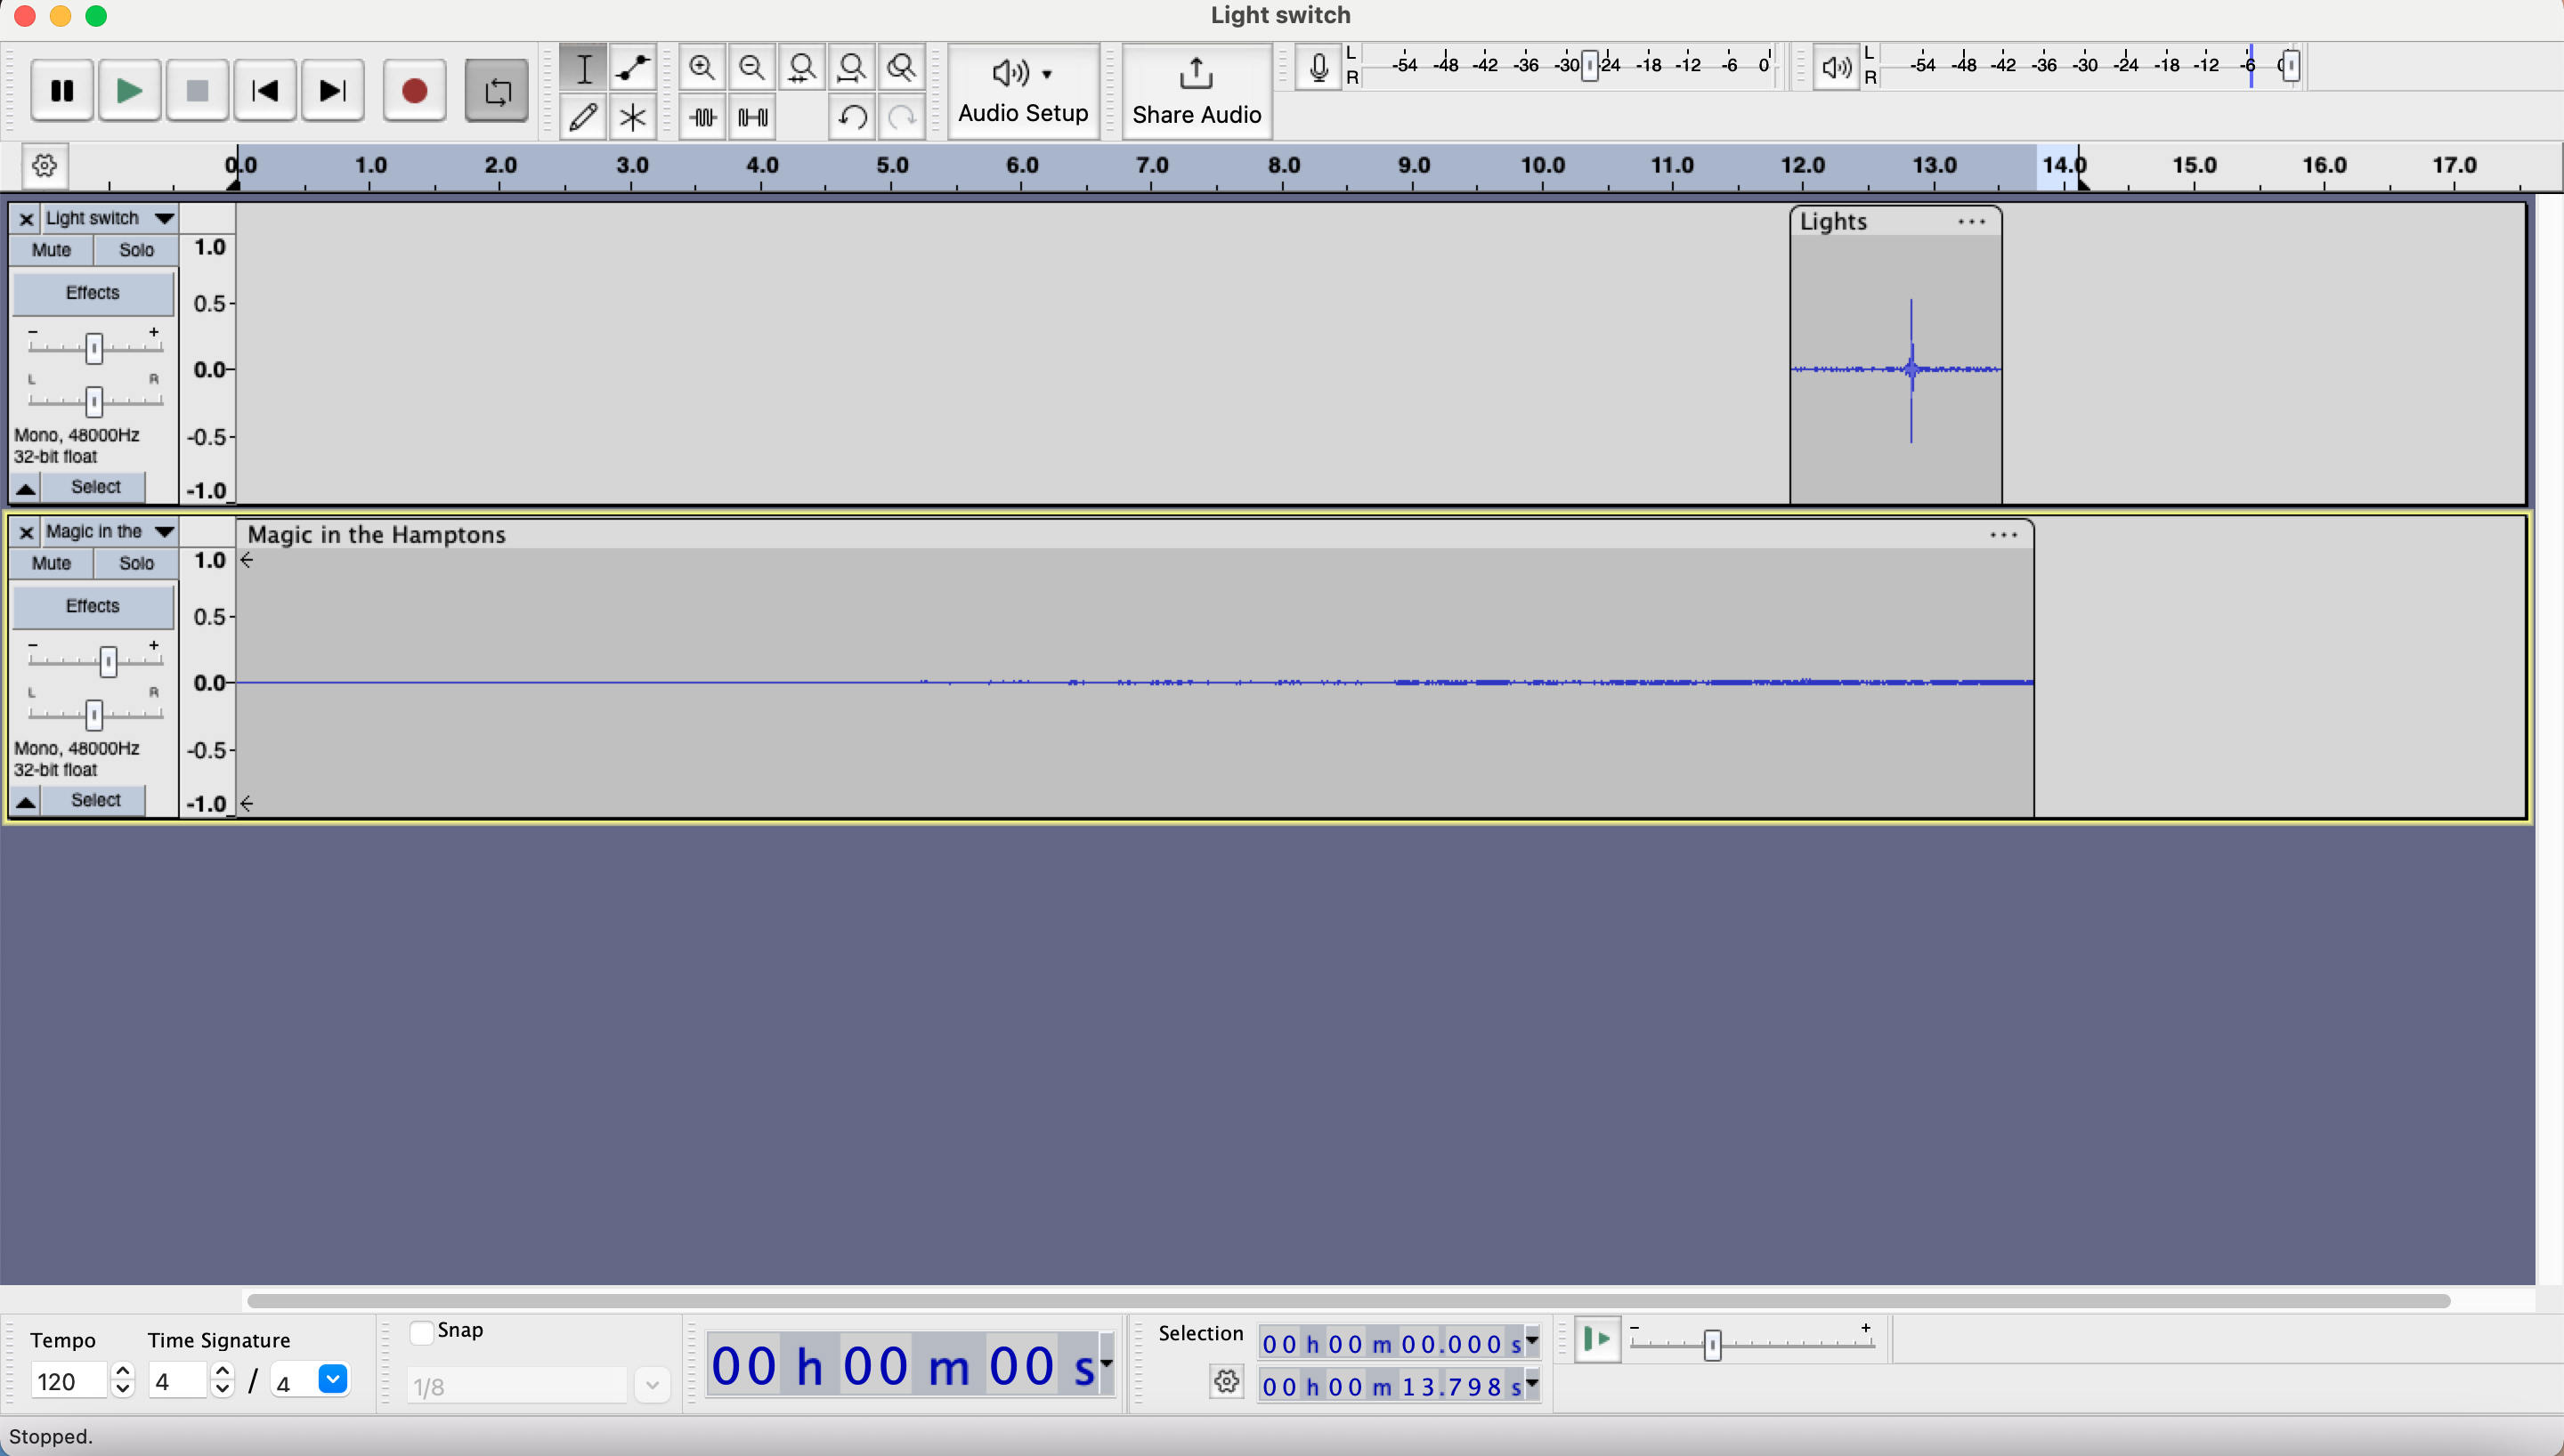 Light switch
Audio Setup
Share Audio
L
R
-54 -48 -42 -36 -30 -24 -18 -12 -6 0
L
R
-54 -48 -42 -36 -30 -24 -18 -12 -6 0
0.0 1.0 2.0 3.0 4.0 5.0 6.0 7.0 8.0 9.0 10.0 11.0 12.0 13.0 14.0 15.0 16.0 17.0
Light switch
Lights ...
Mute Solo
Effects
- +
L R
Mono, 48000Hz
32-bit float
Select
1.0
0.5
0.0
-0.5
-1.0
Magic in the
Magic in the Hamptons ...
Mute Solo
Effects
- +
L R
Mono, 48000Hz
32-bit float
Select
1.0
0.5
0.0
-0.5
-1.0
Tempo
120
Time Signature
4 / 4
Snap
1/8
00 h 00 m 00 s
Selection
00 h 00 m 00.000 s
00 h 00 m 13.798 s
- +
Stopped.